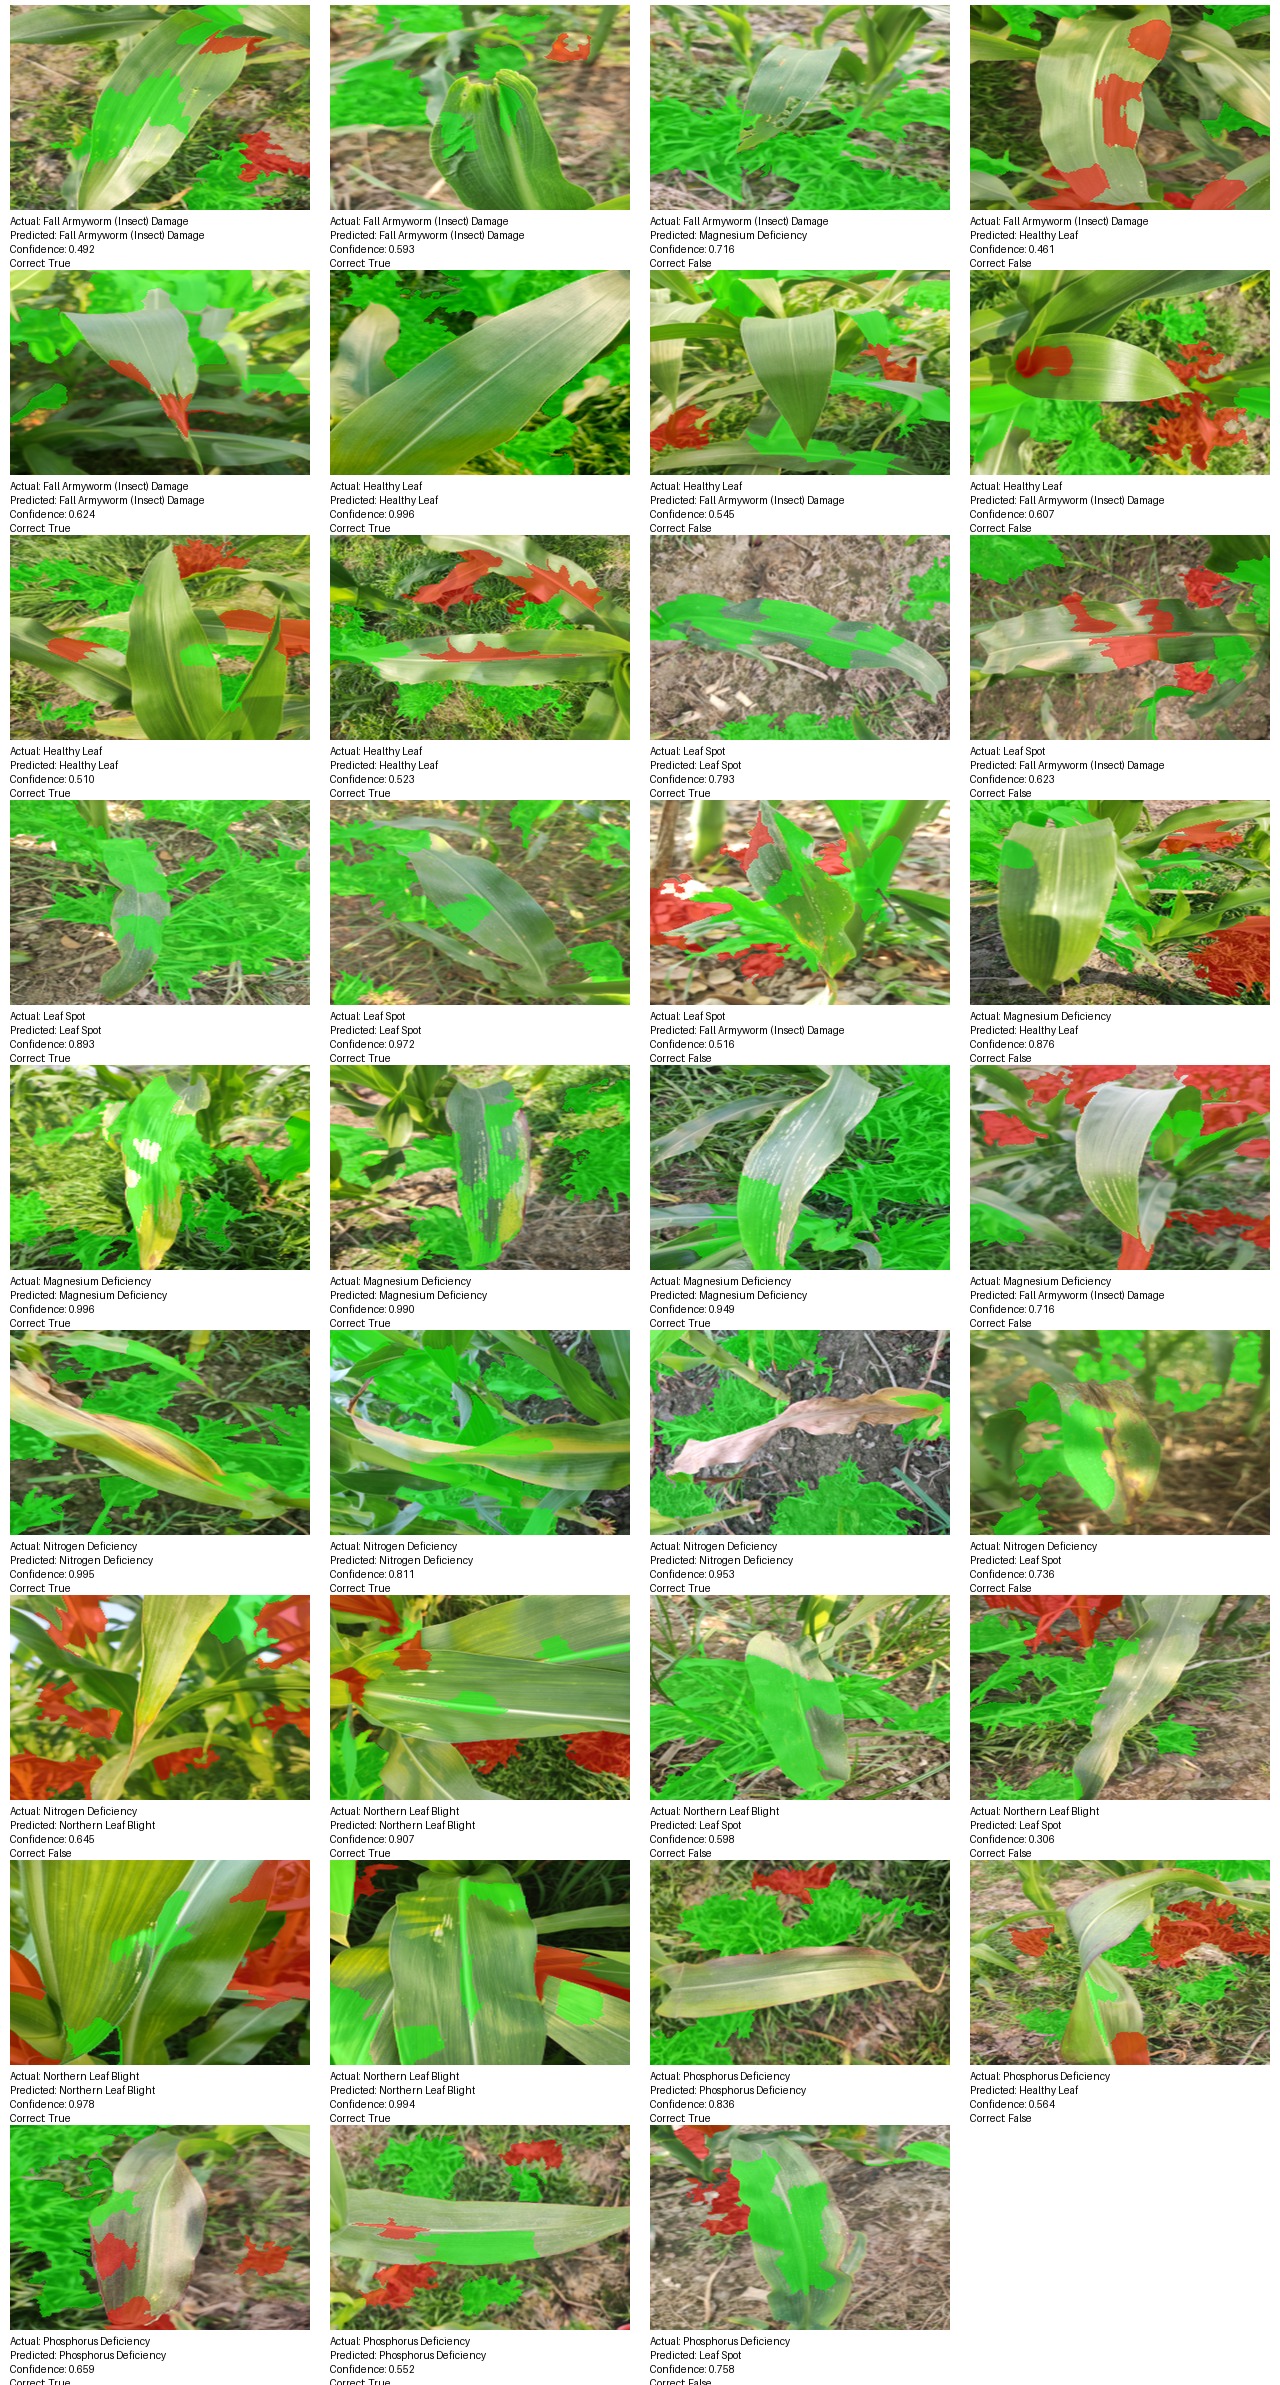 Actual: Fall Armyworm (Insect) Damage
Predicted: Fall Armyworm (Insect) Damage
Confidence: 0.492
Correct: True
Actual: Fall Armyworm (Insect) Damage
Predicted: Fall Armyworm (Insect) Damage
Confidence: 0.593
Correct: True
Actual: Fall Armyworm (Insect) Damage
Predicted: Magnesium Deficiency
Confidence: 0.716
Correct: False
Actual: Fall Armyworm (Insect) Damage
Predicted: Healthy Leaf
Confidence: 0.461
Correct: False
Actual: Fall Armyworm (Insect) Damage
Predicted: Fall Armyworm (Insect) Damage
Confidence: 0.624
Correct: True
Actual: Healthy Leaf
Predicted: Healthy Leaf
Confidence: 0.996
Correct: True
Actual: Healthy Leaf
Predicted: Fall Armyworm (Insect) Damage
Confidence: 0.545
Correct: False
Actual: Healthy Leaf
Predicted: Fall Armyworm (Insect) Damage
Confidence: 0.607
Correct: False
Actual: Healthy Leaf
Predicted: Healthy Leaf
Confidence: 0.510
Correct: True
Actual: Healthy Leaf
Predicted: Healthy Leaf
Confidence: 0.523
Correct: True
Actual: Leaf Spot
Predicted: Leaf Spot
Confidence: 0.793
Correct: True
Actual: Leaf Spot
Predicted: Fall Armyworm (Insect) Damage
Confidence: 0.623
Correct: False
Actual: Leaf Spot
Predicted: Leaf Spot
Confidence: 0.893
Correct: True
Actual: Leaf Spot
Predicted: Leaf Spot
Confidence: 0.972
Correct: True
Actual: Leaf Spot
Predicted: Fall Armyworm (Insect) Damage
Confidence: 0.516
Correct: False
Actual: Magnesium Deficiency
Predicted: Healthy Leaf
Confidence: 0.876
Correct: False
Actual: Magnesium Deficiency
Predicted: Magnesium Deficiency
Confidence: 0.996
Correct: True
Actual: Magnesium Deficiency
Predicted: Magnesium Deficiency
Confidence: 0.990
Correct: True
Actual: Magnesium Deficiency
Predicted: Magnesium Deficiency
Confidence: 0.949
Correct: True
Actual: Magnesium Deficiency
Predicted: Fall Armyworm (Insect) Damage
Confidence: 0.716
Correct: False
Actual: Nitrogen Deficiency
Predicted: Nitrogen Deficiency
Confidence: 0.995
Correct: True
Actual: Nitrogen Deficiency
Predicted: Nitrogen Deficiency
Confidence: 0.811
Correct: True
Actual: Nitrogen Deficiency
Predicted: Nitrogen Deficiency
Confidence: 0.953
Correct: True
Actual: Nitrogen Deficiency
Predicted: Leaf Spot
Confidence: 0.736
Correct: False
Actual: Nitrogen Deficiency
Predicted: Northern Leaf Blight
Confidence: 0.645
Correct: False
Actual: Northern Leaf Blight
Predicted: Northern Leaf Blight
Confidence: 0.907
Correct: True
Actual: Northern Leaf Blight
Predicted: Leaf Spot
Confidence: 0.598
Correct: False
Actual: Northern Leaf Blight
Predicted: Leaf Spot
Confidence: 0.306
Correct: False
Actual: Northern Leaf Blight
Predicted: Northern Leaf Blight
Confidence: 0.978
Correct: True
Actual: Northern Leaf Blight
Predicted: Northern Leaf Blight
Confidence: 0.994
Correct: True
Actual: Phosphorus Deficiency
Predicted: Phosphorus Deficiency
Confidence: 0.836
Correct: True
Actual: Phosphorus Deficiency
Predicted: Healthy Leaf
Confidence: 0.564
Correct: False
Actual: Phosphorus Deficiency
Predicted: Phosphorus Deficiency
Confidence: 0.659
Correct: True
Actual: Phosphorus Deficiency
Predicted: Phosphorus Deficiency
Confidence: 0.552
Correct: True
Actual: Phosphorus Deficiency
Predicted: Leaf Spot
Confidence: 0.758
Correct: False